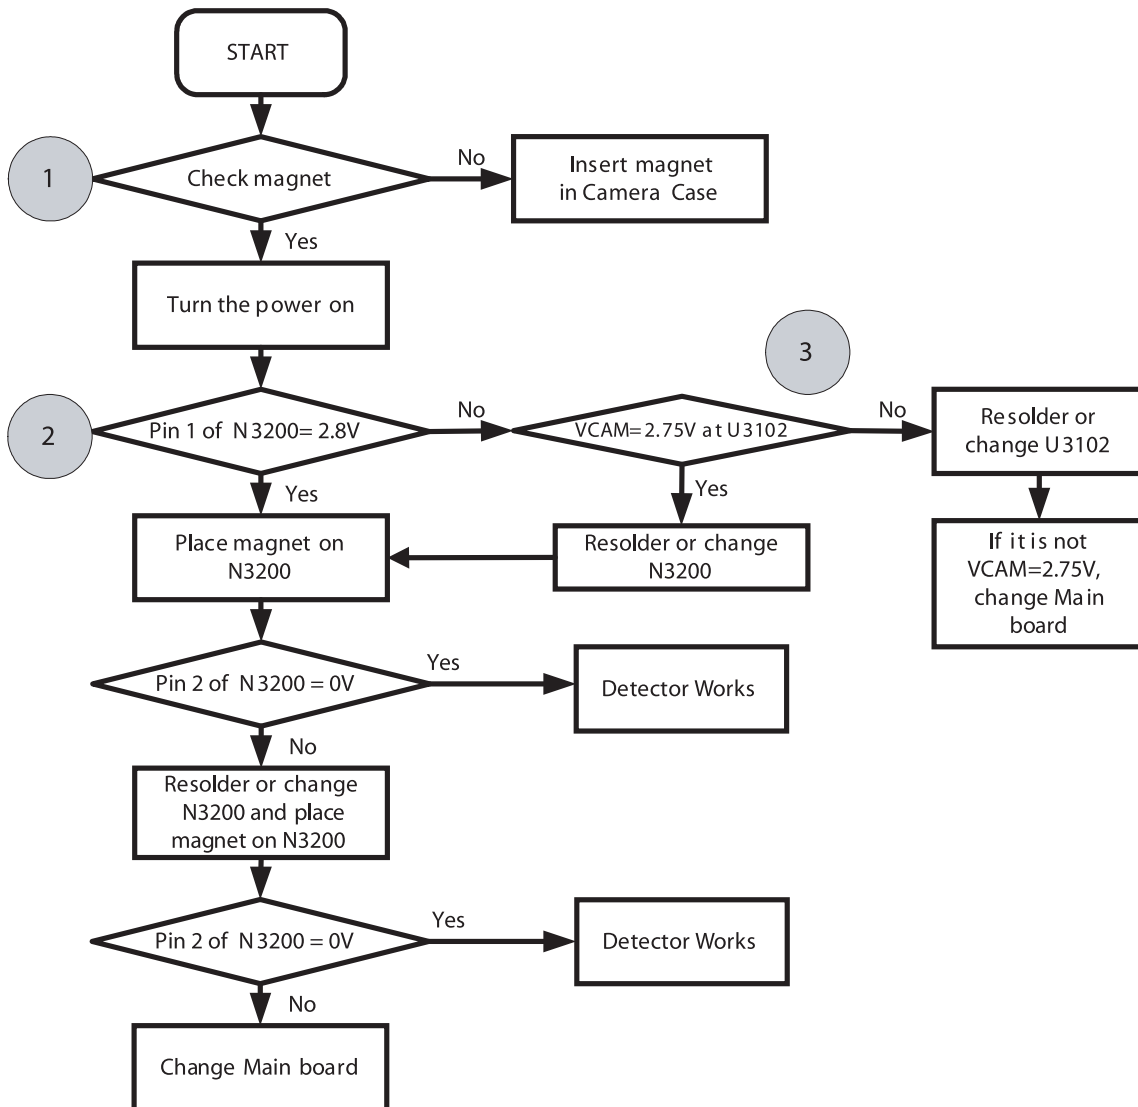 START
1
Check magnet
No
Insert magnet
in Camera Case
Yes
Turn the power on
3
2
Pin 1 of N3200= 2.8V
No
VCAM=2.75V at U3102
No
Resolder or
change U3102
Yes
Yes
Place magnet on
N3200
Resolder or change
N3200
If it is not
VCAM=2.75V,
change Main
board
Pin 2 of N3200 = 0V
Yes
Detector Works
No
Resolder or change
N3200 and place
magnet on N3200
Pin 2 of N3200 = 0V
Yes
Detector Works
No
Change Main board